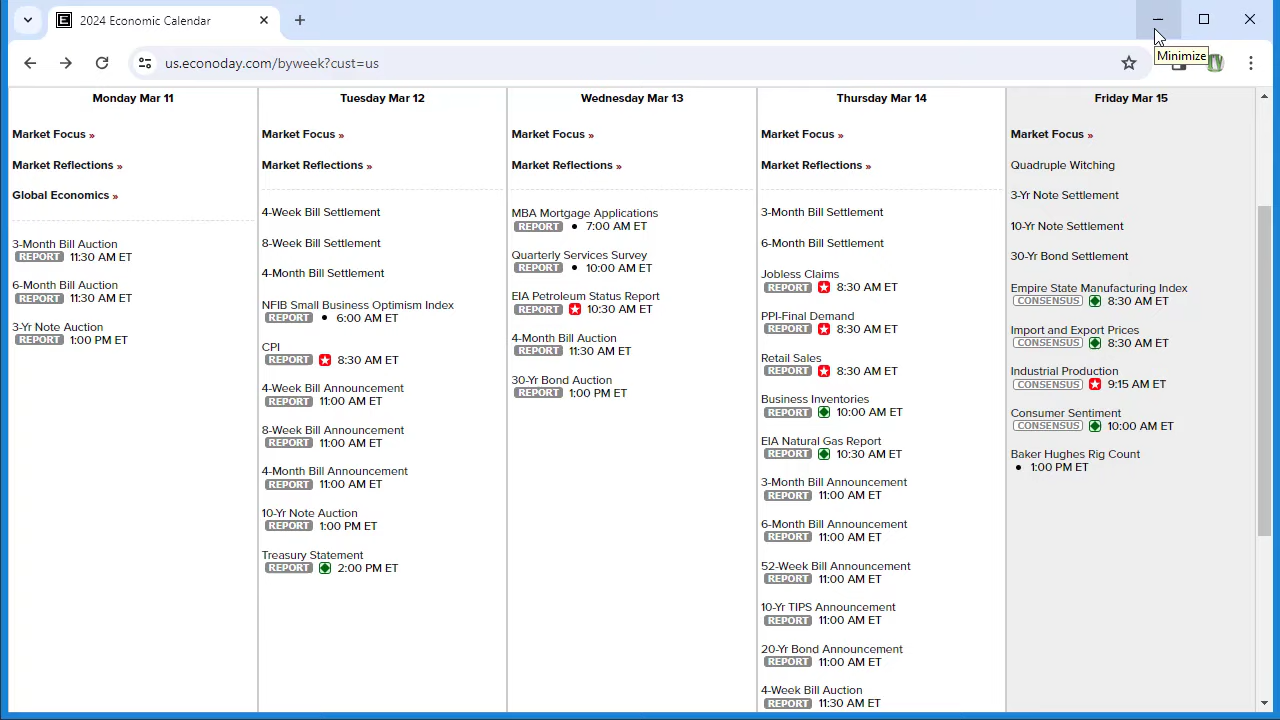 2024 Economic Calendar
Minimize
us.econoday.com/byweek?cust=us
Monday Mar 11
Market Focus »
Market Reflections »
Global Economics »
3-Month Bill Auction
REPORT 11:30 AM ET
6-Month Bill Auction
REPORT 11:30 AM ET
3-Yr Note Auction
REPORT 1:00 PM ET
Tuesday Mar 12
Market Focus »
Market Reflections »
4-Week Bill Settlement
8-Week Bill Settlement
4-Month Bill Settlement
NFIB Small Business Optimism Index
REPORT 6:00 AM ET
CPI
REPORT 8:30 AM ET
4-Week Bill Announcement
REPORT 11:00 AM ET
8-Week Bill Announcement
REPORT 11:00 AM ET
4-Month Bill Announcement
REPORT 11:00 AM ET
10-Yr Note Auction
REPORT 1:00 PM ET
Treasury Statement
REPORT 2:00 PM ET
Wednesday Mar 13
Market Focus »
Market Reflections »
MBA Mortgage Applications
REPORT 7:00 AM ET
Quarterly Services Survey
REPORT 10:00 AM ET
EIA Petroleum Status Report
REPORT 10:30 AM ET
4-Month Bill Auction
REPORT 11:30 AM ET
30-Yr Bond Auction
REPORT 1:00 PM ET
Thursday Mar 14
Market Focus »
Market Reflections »
3-Month Bill Settlement
6-Month Bill Settlement
Jobless Claims
REPORT 8:30 AM ET
PPI-Final Demand
REPORT 8:30 AM ET
Retail Sales
REPORT 8:30 AM ET
Business Inventories
REPORT 10:00 AM ET
EIA Natural Gas Report
REPORT 10:30 AM ET
3-Month Bill Announcement
REPORT 11:00 AM ET
6-Month Bill Announcement
REPORT 11:00 AM ET
52-Week Bill Announcement
REPORT 11:00 AM ET
10-Yr TIPS Announcement
REPORT 11:00 AM ET
20-Yr Bond Announcement
REPORT 11:00 AM ET
4-Week Bill Auction
REPORT 11:30 AM ET
Friday Mar 15
Market Focus »
Quadruple Witching
3-Yr Note Settlement
10-Yr Note Settlement
30-Yr Bond Settlement
Empire State Manufacturing Index
CONSENSUS 8:30 AM ET
Import and Export Prices
CONSENSUS 8:30 AM ET
Industrial Production
CONSENSUS 9:15 AM ET
Consumer Sentiment
CONSENSUS 10:00 AM ET
Baker Hughes Rig Count
1:00 PM ET